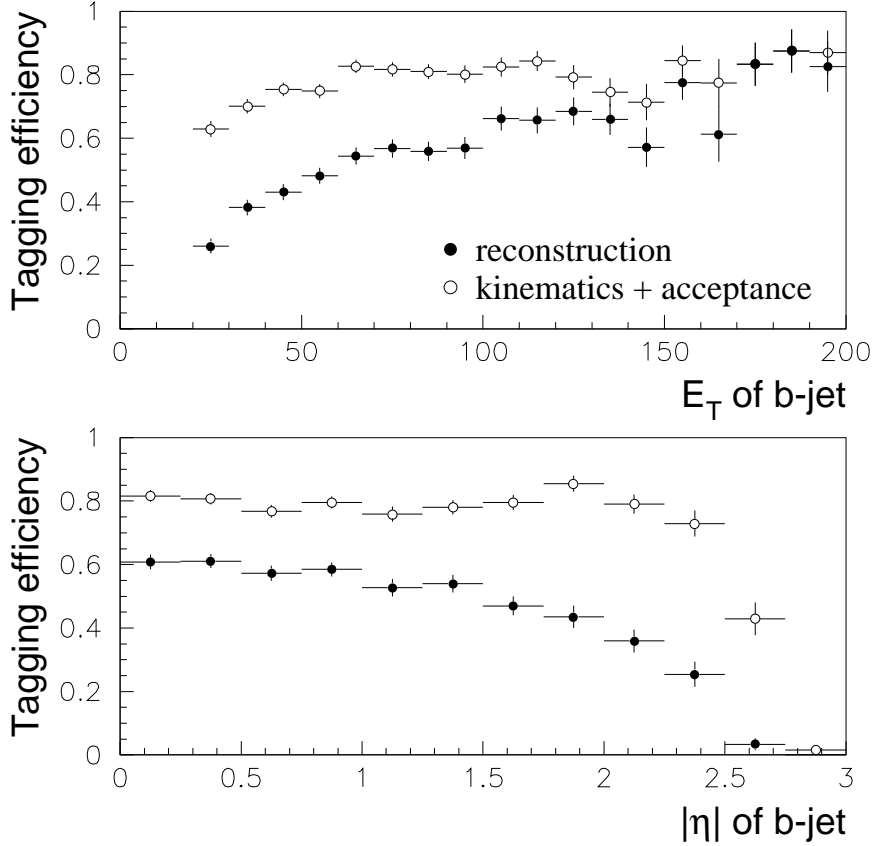 Tagging efficiency
1
0.8
0.6
0.4
0.2
0
● reconstruction
○ kinematics + acceptance
0 50 100 150 200
E_T of b-jet
Tagging efficiency
1
0.8
0.6
0.4
0.2
0
0 0.5 1 1.5 2 2.5 3
|η| of b-jet